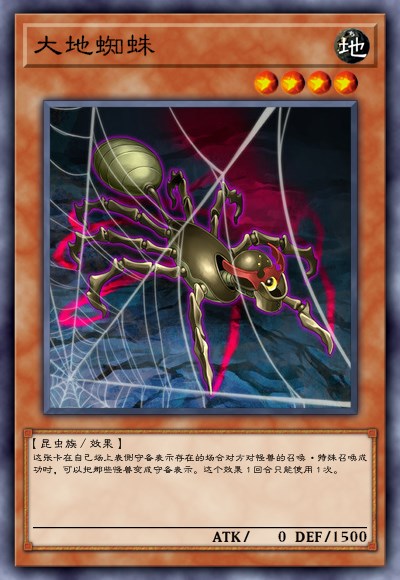 大地蜘蛛
地
【昆虫族／效果】
这张卡在自己场上表侧守备表示存在的场合对方对怪兽的召唤・特殊召唤成
功时，可以把那些怪兽变成守备表示。这个效果1回合只能使用1次。
ATK/ 0 DEF/1500